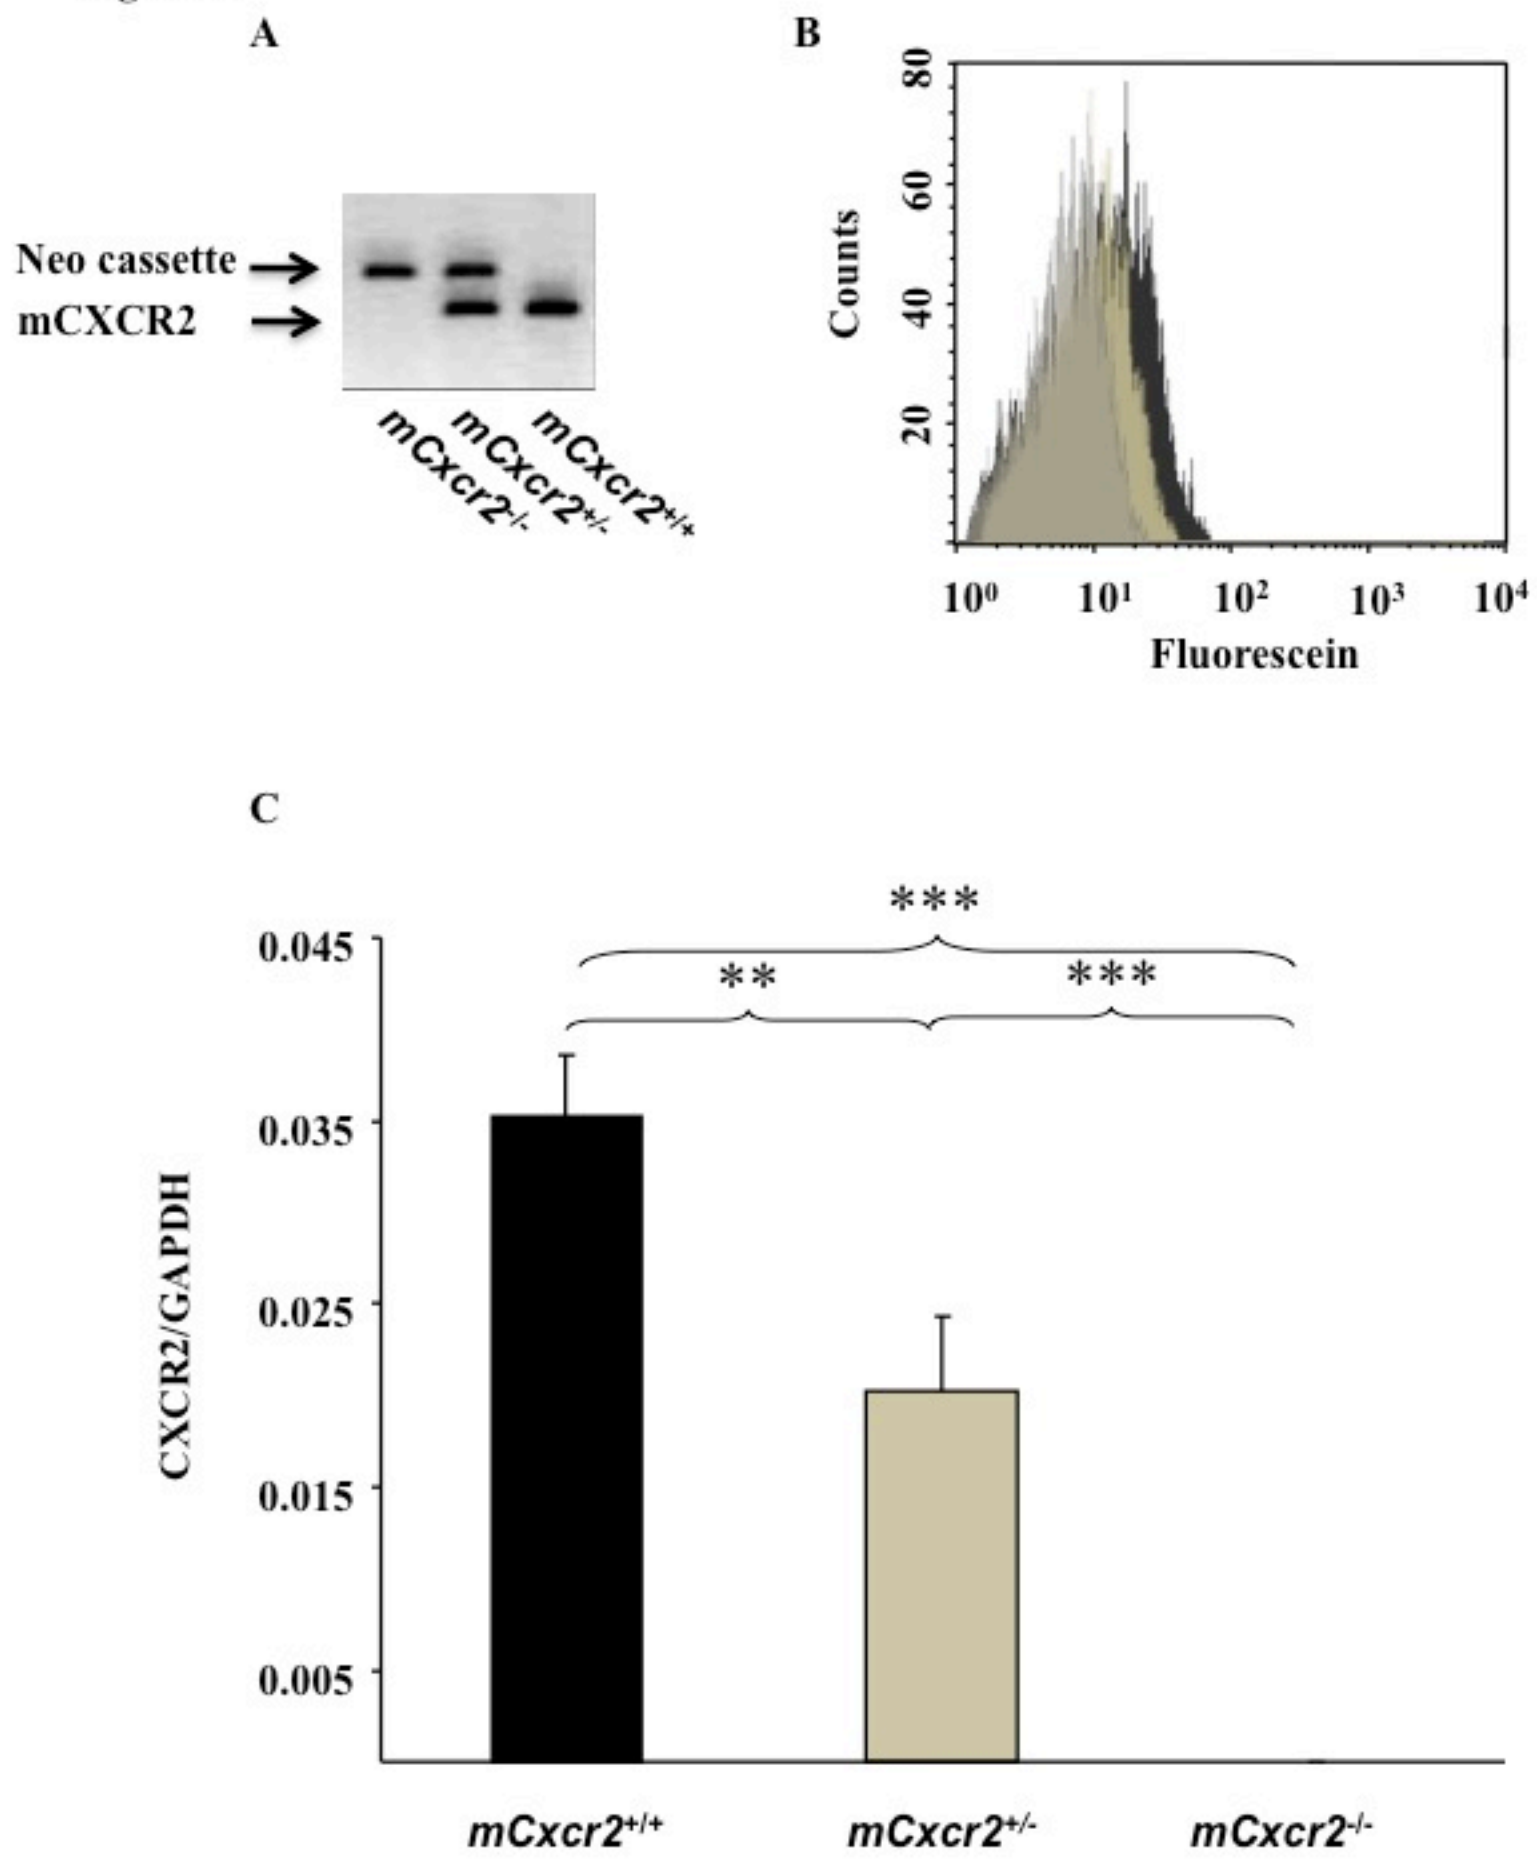 A
Neo cassette
mCXCR2
mCxcr2-/-
mCxcr2+/-
mCxcr2+/+
B
80
60
40
20
Counts
10⁰ 10¹ 10² 10³ 10⁴
Fluorescein
C
***
** ***
0.045
0.035
0.025
0.015
0.005
CXCR2/GAPDH
mCxcr2+/+ mCxcr2+/- mCxcr2-/-